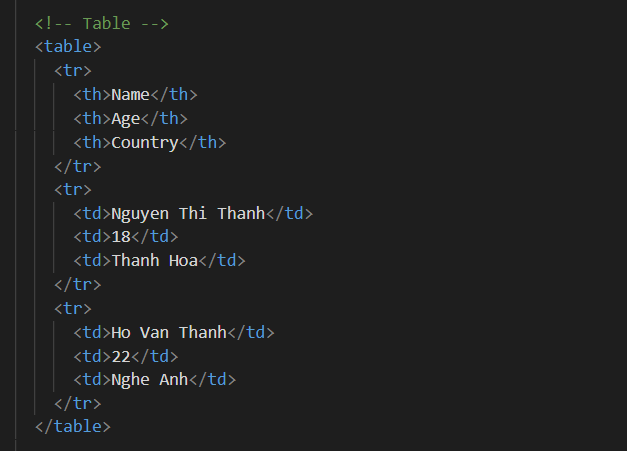 <!-- Table -->
<table>
<tr>
<th>Name</th>
<th>Age</th>
<th>Country</th>
</tr>
<tr>
<td>Nguyen Thi Thanh</td>
<td>18</td>
<td>Thanh Hoa</td>
</tr>
<tr>
<td>Ho Van Thanh</td>
<td>22</td>
<td>Nghe Anh</td>
</tr>
</table>